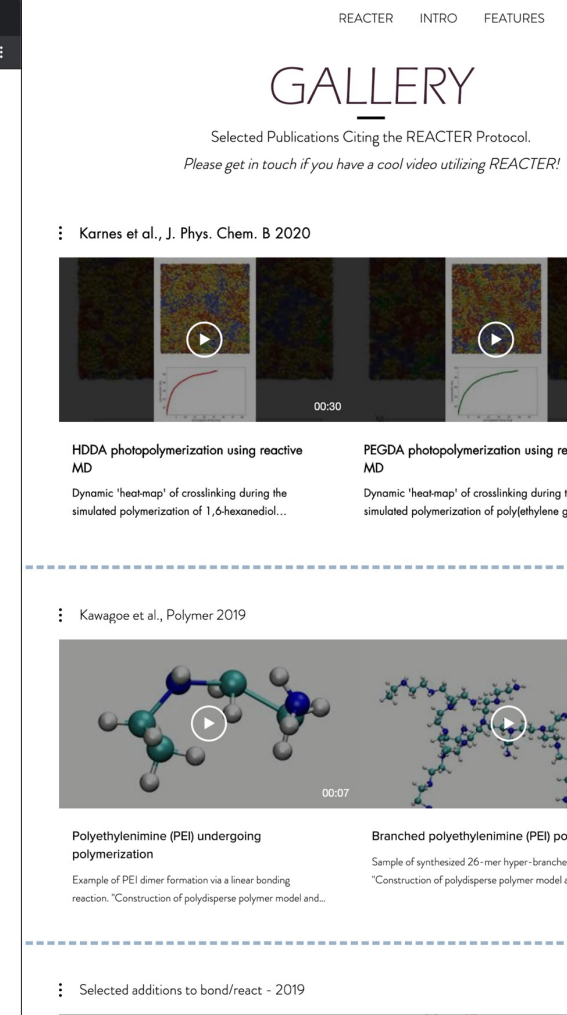 REACTER INTRO FEATURES
GALLERY
Selected Publications Citing the REACTER Protocol.
Please get in touch if you have a cool video utilizing REACTER!
Karnes et al., J. Phys. Chem. B 2020
00:30
HDDA photopolymerization using reactive
MD
Dynamic 'heat-map' of crosslinking during the
simulated polymerization of 1,6-hexanediol...
PEGDA photopolymerization using re
MD
Dynamic 'heat-map' of crosslinking during t
simulated polymerization of poly(ethylene g
Kawagoe et al., Polymer 2019
00:07
Polyethylenimine (PEI) undergoing
polymerization
Example of PEI dimer formation via a linear bonding
reaction. "Construction of polydisperse polymer model and...
Branched polyethylenimine (PEI) po
Sample of synthesized 26-mer hyper-branche
"Construction of polydisperse polymer model a
Selected additions to bond/react - 2019